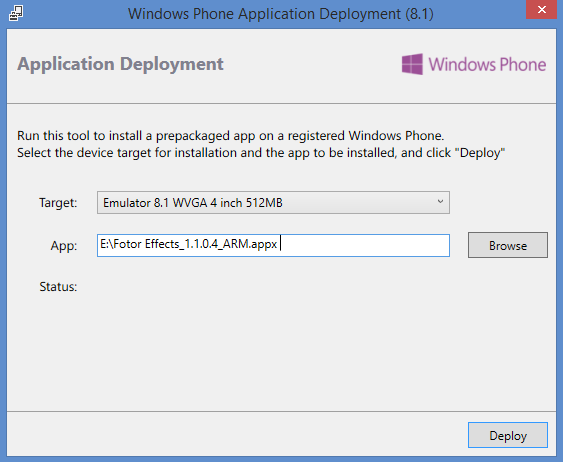 Windows Phone Application Deployment (8.1)
Application Deployment
Windows Phone
Run this tool to install a prepackaged app on a registered Windows Phone.
Select the device target for installation and the app to be installed, and click "Deploy"
Target: Emulator 8.1 WVGA 4 inch 512MB
App: E:\Fotor Effects_1.1.0.4_ARM.appx Browse
Status:
Deploy